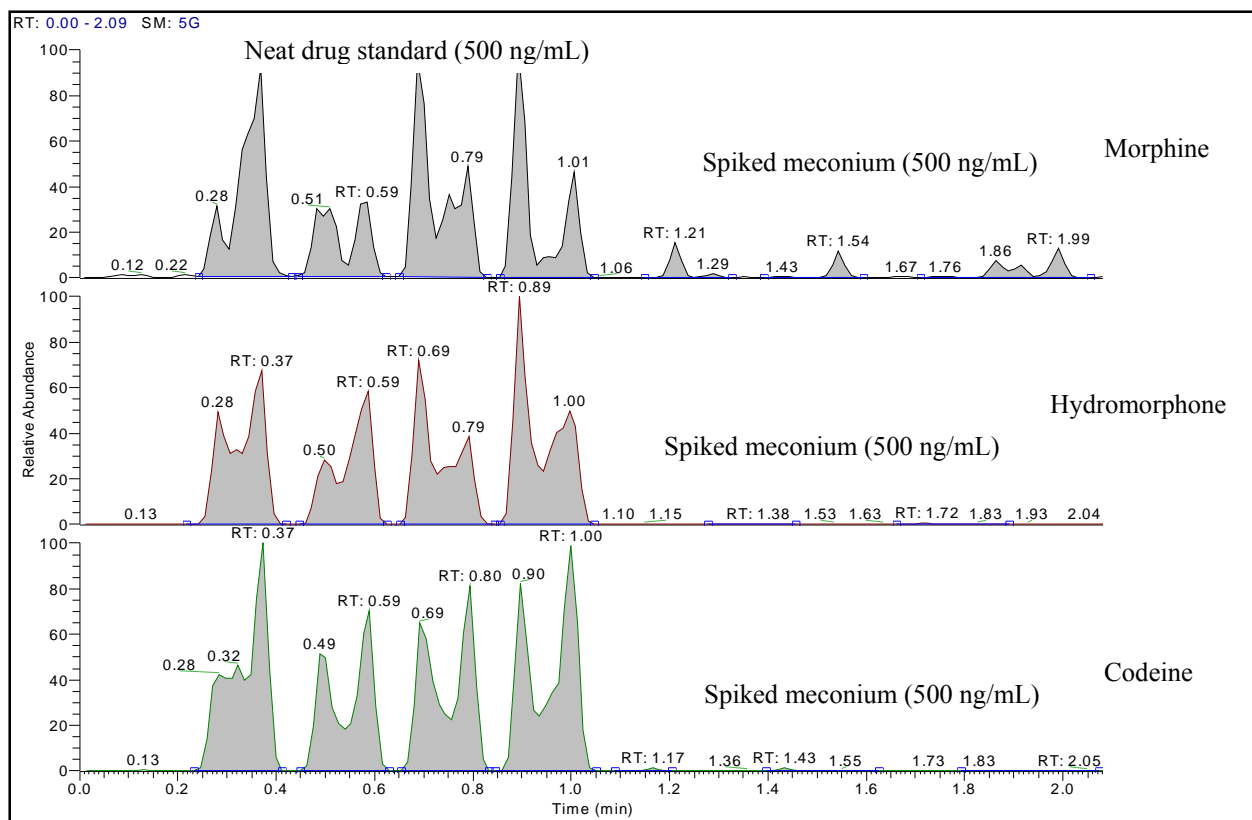 RT: 0.00 - 2.09 SM: 5G
Neat drug standard (500 ng/mL)
Spiked meconium (500 ng/mL)
Morphine
100
80
60
40
20
0
0.12
0.22
0.28
0.51
RT: 0.59
0.79
1.01
1.06
RT: 1.21
1.29
1.43
RT: 1.54
1.67
1.76
1.86
RT: 1.99
Relative Abundance
Hydromorphone
Spiked meconium (500 ng/mL)
100
80
60
40
20
0
0.13
0.28
RT: 0.37
0.50
RT: 0.59
RT: 0.69
0.79
RT: 0.89
1.00
1.10
1.15
RT: 1.38
1.53
1.63
RT: 1.72
1.83
1.93
2.04
Codeine
Spiked meconium (500 ng/mL)
100
80
60
40
20
0
0.13
0.28
0.32
RT: 0.37
0.49
RT: 0.59
0.69
RT: 0.80
0.90
RT: 1.00
RT: 1.17
1.36
RT: 1.43
1.55
1.73
1.83
RT: 2.05
0.0 0.2 0.4 0.6 0.8 1.0 1.2 1.4 1.6 1.8 2.0
Time (min)